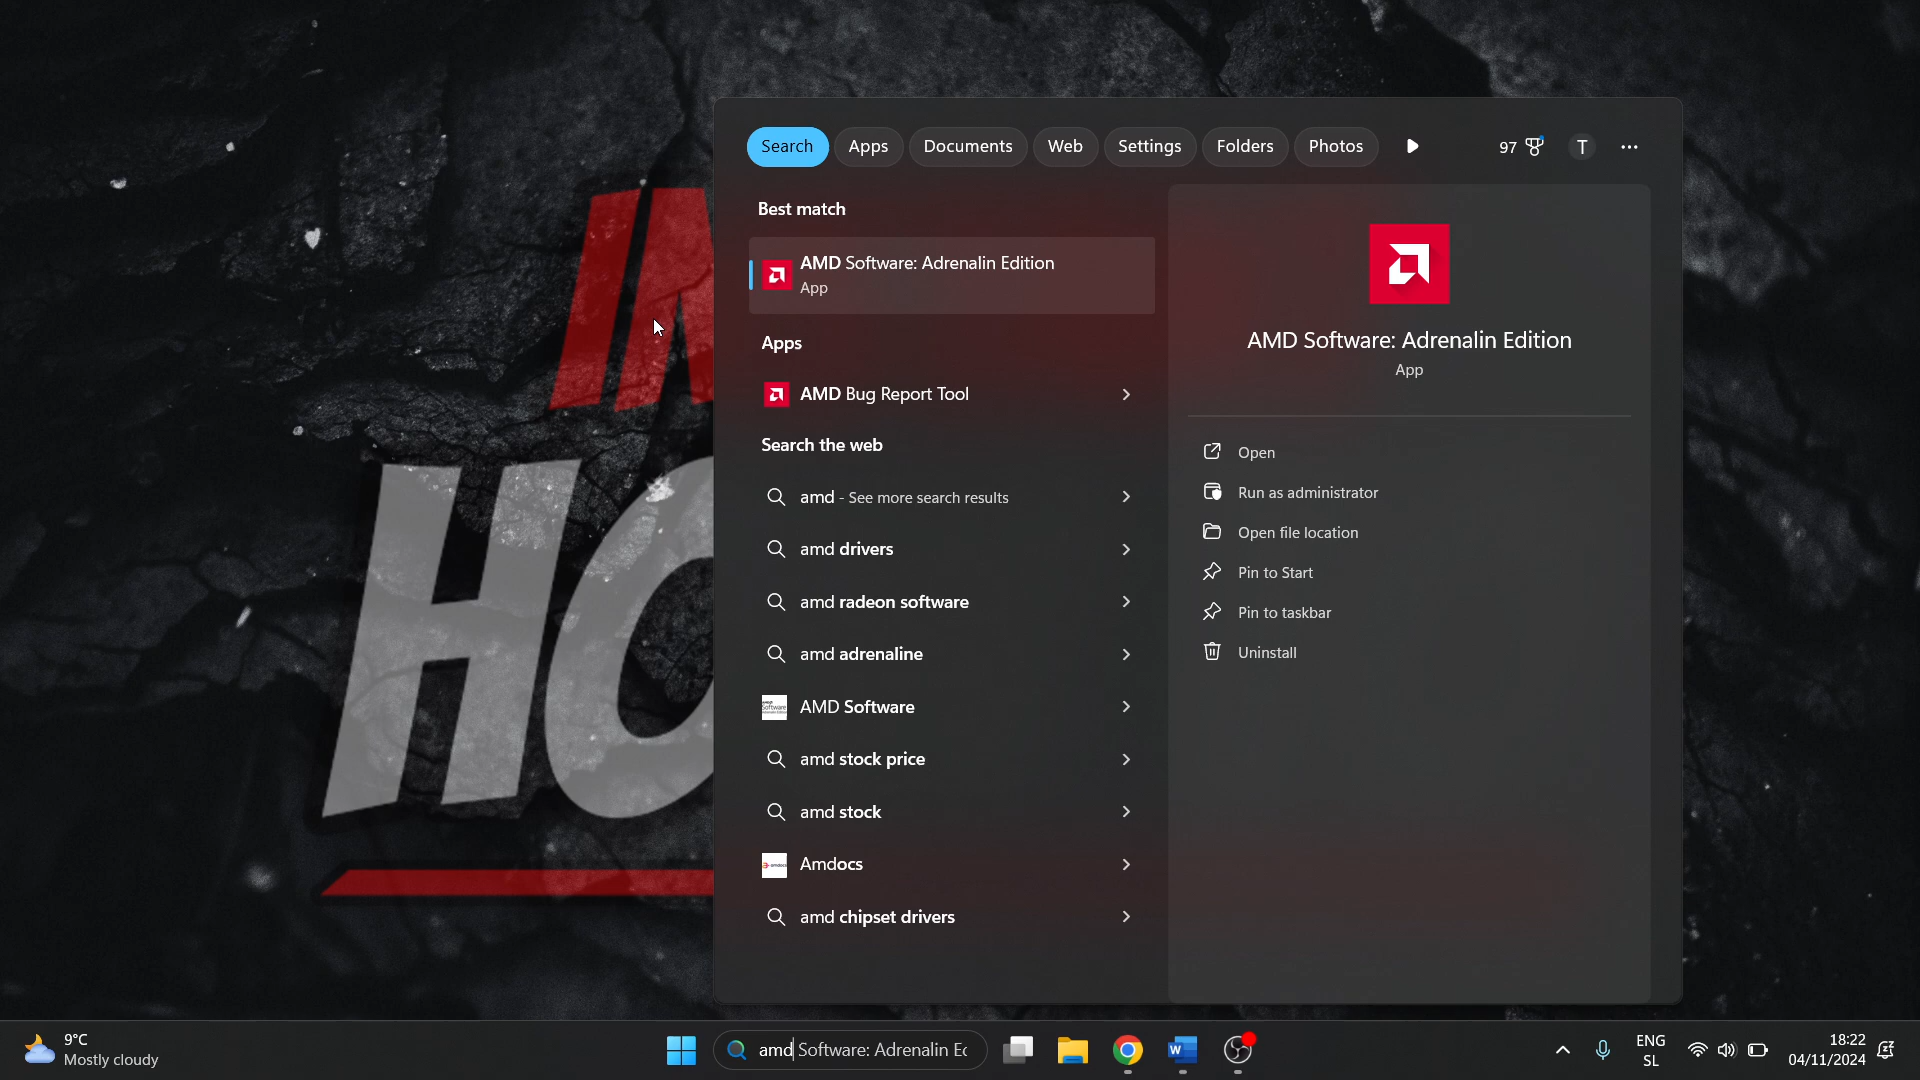 Search
Apps
Documents
Web
Settings
Folders
Photos
97
T
Best match
AMD Software: Adrenalin Edition
App
Apps
AMD Bug Report Tool
Search the web
amd - See more search results
amd drivers
amd radeon software
amd adrenaline
AMD Software
amd stock price
amd stock
Amdocs
amd chipset drivers
AMD Software: Adrenalin Edition
App
Open
Run as administrator
Open file location
Pin to Start
Pin to taskbar
Uninstall
9°C
Mostly cloudy
amd Software: Adrenalin Ec
W
ENG
SL
18:22
04/11/2024